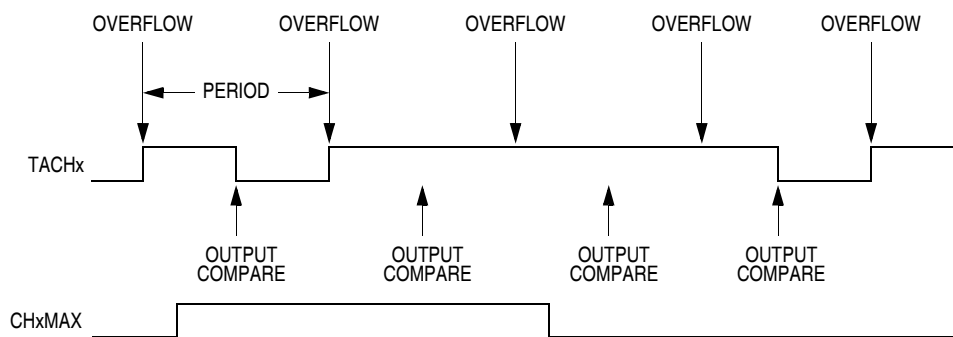 OVERFLOW OVERFLOW OVERFLOW OVERFLOW OVERFLOW
PERIOD
TACHx
OUTPUT COMPARE
OUTPUT COMPARE
OUTPUT COMPARE
OUTPUT COMPARE
CHxMAX